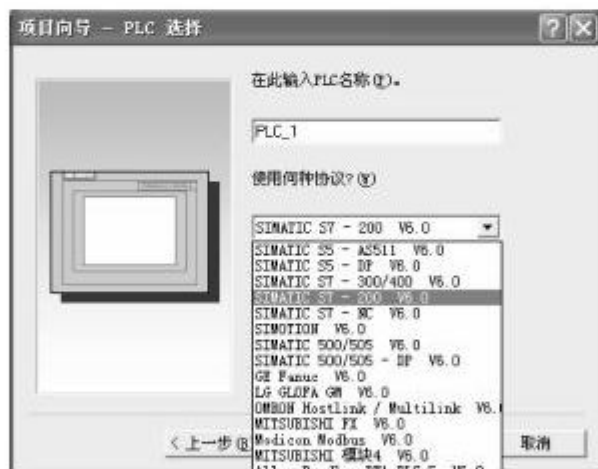 项目向导 - PLC 选择
在此输入PLC名称(P)。
PLC_1
使用何种协议?(W)
SIMATIC S7 - 200 V6.0
SIMATIC S5 - AS511 V6.0
SIMATIC S5 - DP V6.0
SIMATIC S7 - 300/400 V6.0
SIMATIC S7 - 200 V6.0
SIMATIC S7 - NC V6.0
SIMOTION V6.0
SIMATIC 500/505 V6.0
SIMATIC 500/505 - DP V6.0
GE Fanuc V6.0
LG GLOFA GM V6.0
OMRON Hostlink / Multilink V6.
MITSUBISHI FX V6.0
< 上一步(B
Modicon Modbus V6.0
取消
MITSUBISHI 模块4 V6.0